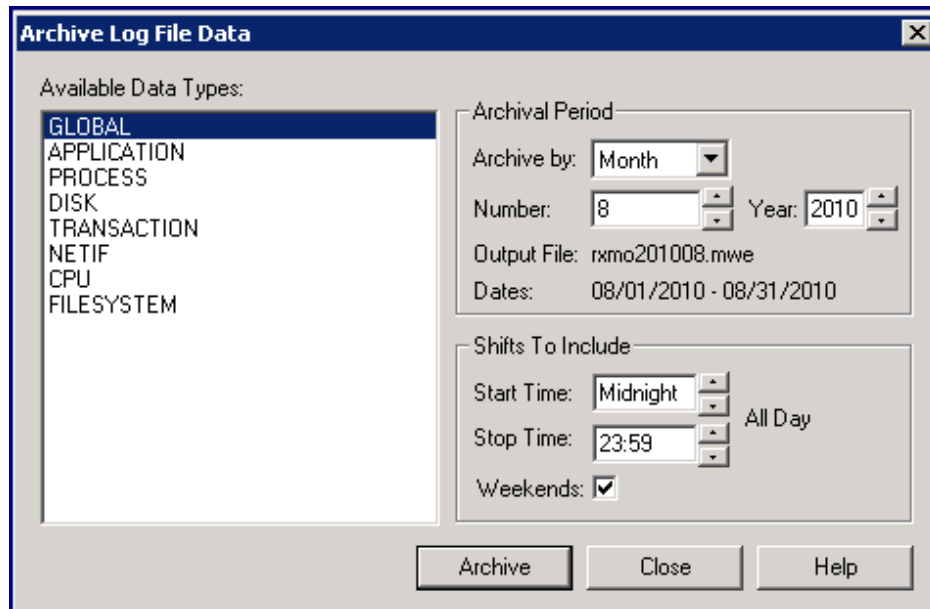 Archive Log File Data
Available Data Types:
GLOBAL
APPLICATION
PROCESS
DISK
TRANSACTION
NETIF
CPU
FILESYSTEM
Archival Period
Archive by: Month
Number: 8 Year: 2010
Output File: rxmo201008.mwe
Dates: 08/01/2010 - 08/31/2010
Shifts To Include
Start Time: Midnight
All Day
Stop Time: 23:59
Weekends:
Archive Close Help